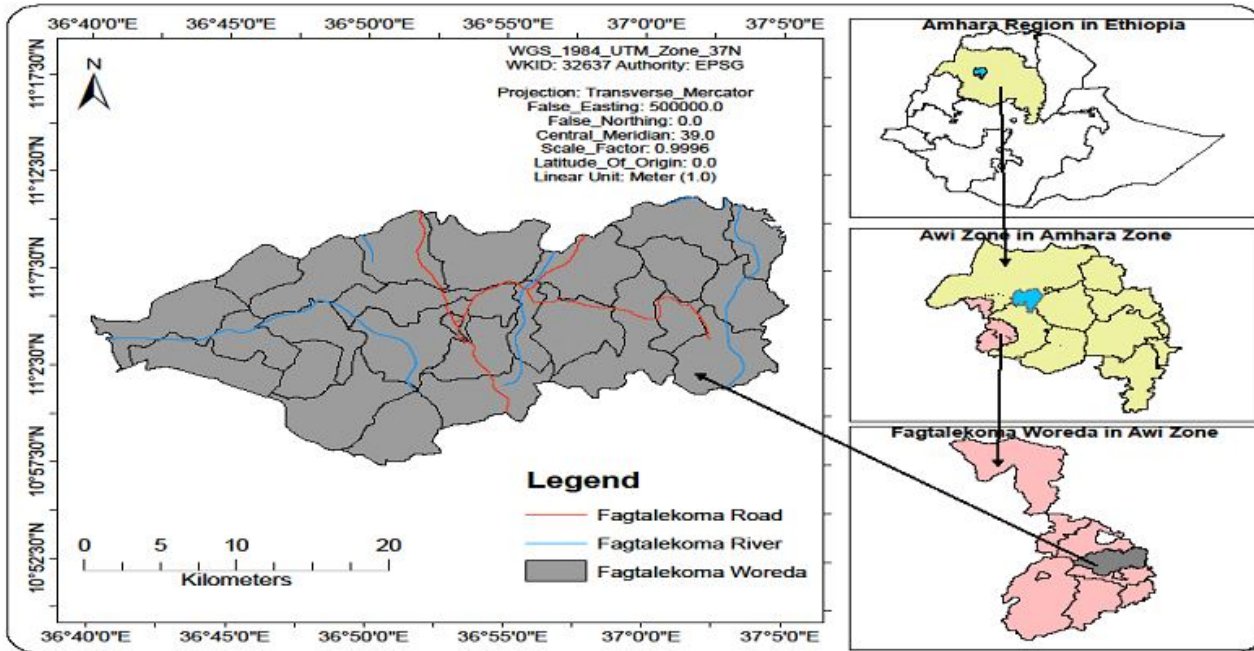 36°40'0"E 36°45'0"E 36°50'0"E 36°55'0"E 37°0'0"E 37°5'0"E
N
WGS_1984_UTM_Zone_37N
WKID: 32637 Authority: EPSG
Projection: Transverse_Mercator
False_Easting: 500000.0
False_Northing: 0.0
Central_Meridian: 39.0
Scale_Factor: 0.9996
Latitude_Of_Origin: 0.0
Linear Unit: Meter (1.0)
11°17'30"N
11°12'30"N
11°7'30"N
11°2'30"N
10°57'30"N
10°52'30"N
Legend
Fagtalekoma Road
Fagtalekoma River
Fagtalekoma Woreda
0 5 10 20
Kilometers
36°40'0"E 36°45'0"E 36°50'0"E 36°55'0"E 37°0'0"E 37°5'0"E
Amhara Region in Ethiopia
Awi Zone in Amhara Zone
Fagtalekoma Woreda in Awi Zone